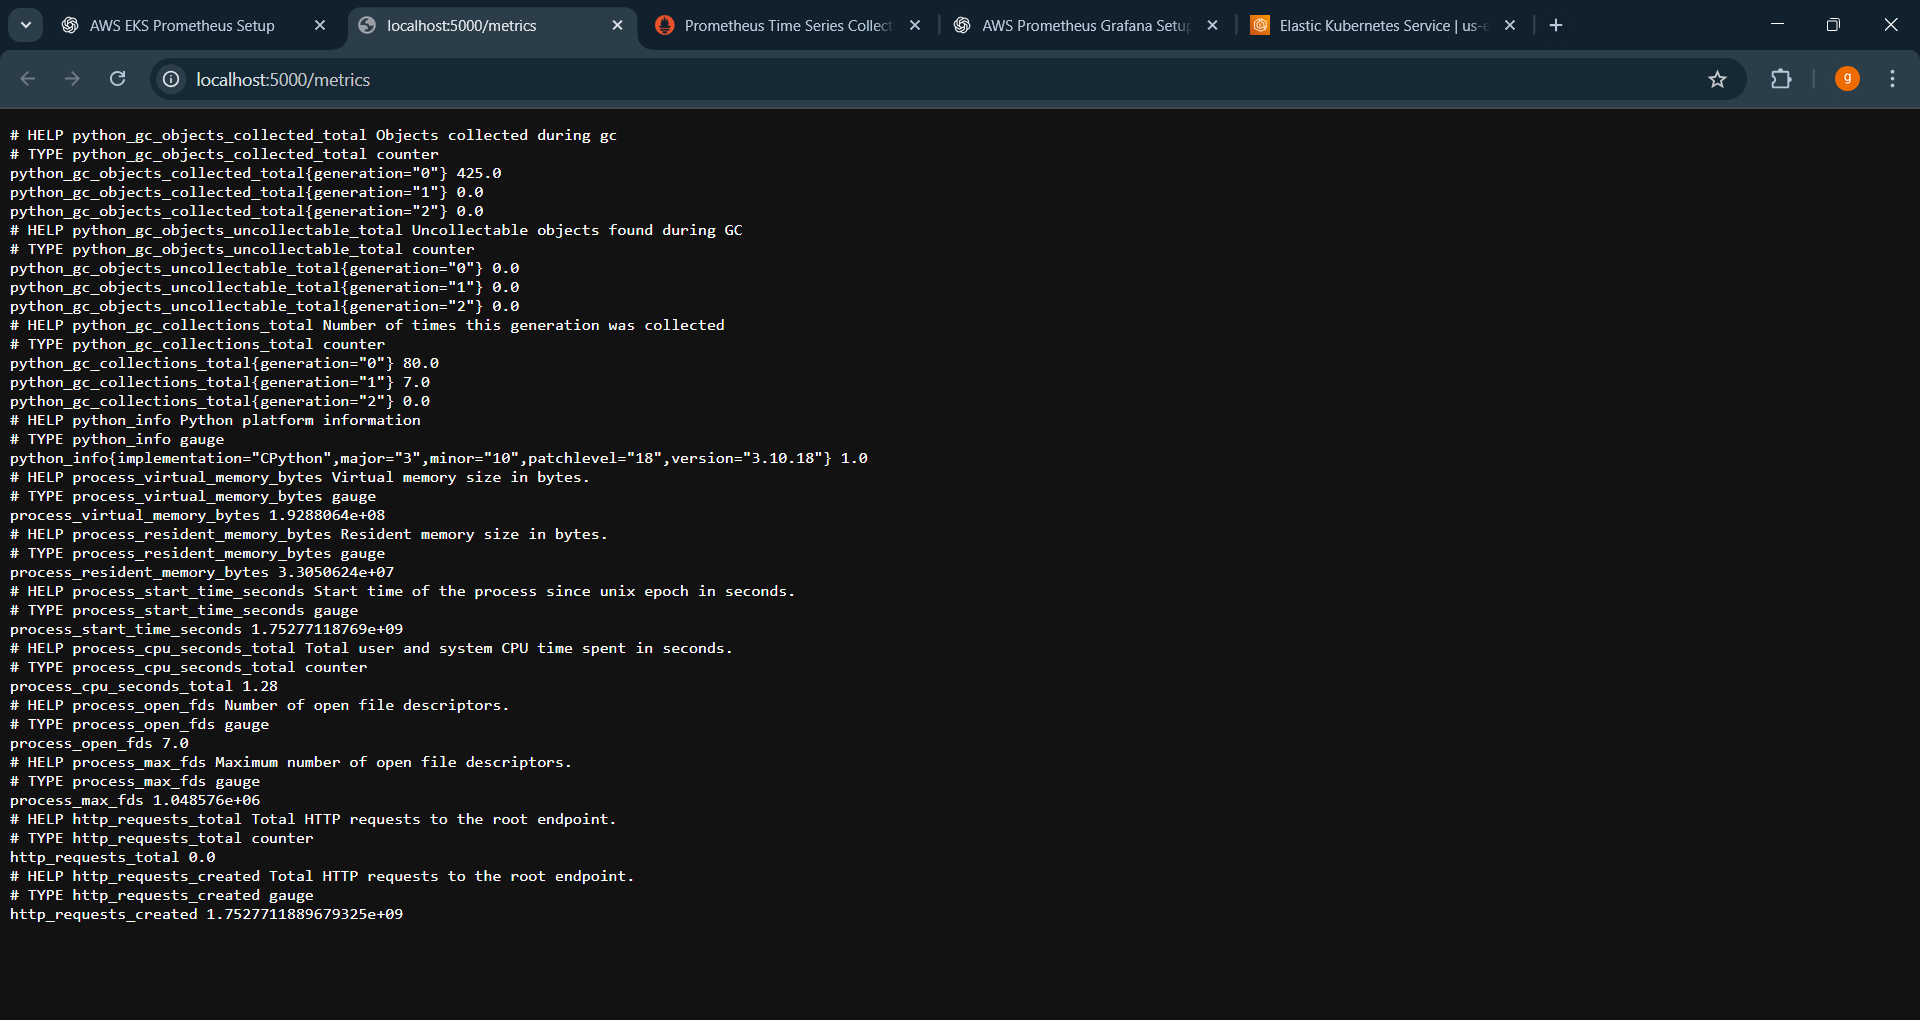 AWS EKS Prometheus Setup
localhost:5000/metrics
Prometheus Time Series Collect
AWS Prometheus Grafana Setup
Elastic Kubernetes Service | us-e
localhost:5000/metrics
g
# HELP python_gc_objects_collected_total Objects collected during gc
# TYPE python_gc_objects_collected_total counter
python_gc_objects_collected_total{generation="0"} 425.0
python_gc_objects_collected_total{generation="1"} 0.0
python_gc_objects_collected_total{generation="2"} 0.0
# HELP python_gc_objects_uncollectable_total Uncollectable objects found during GC
# TYPE python_gc_objects_uncollectable_total counter
python_gc_objects_uncollectable_total{generation="0"} 0.0
python_gc_objects_uncollectable_total{generation="1"} 0.0
python_gc_objects_uncollectable_total{generation="2"} 0.0
# HELP python_gc_collections_total Number of times this generation was collected
# TYPE python_gc_collections_total counter
python_gc_collections_total{generation="0"} 80.0
python_gc_collections_total{generation="1"} 7.0
python_gc_collections_total{generation="2"} 0.0
# HELP python_info Python platform information
# TYPE python_info gauge
python_info{implementation="CPython",major="3",minor="10",patchlevel="18",version="3.10.18"} 1.0
# HELP process_virtual_memory_bytes Virtual memory size in bytes.
# TYPE process_virtual_memory_bytes gauge
process_virtual_memory_bytes 1.9288064e+08
# HELP process_resident_memory_bytes Resident memory size in bytes.
# TYPE process_resident_memory_bytes gauge
process_resident_memory_bytes 3.3050624e+07
# HELP process_start_time_seconds Start time of the process since unix epoch in seconds.
# TYPE process_start_time_seconds gauge
process_start_time_seconds 1.75277118769e+09
# HELP process_cpu_seconds_total Total user and system CPU time spent in seconds.
# TYPE process_cpu_seconds_total counter
process_cpu_seconds_total 1.28
# HELP process_open_fds Number of open file descriptors.
# TYPE process_open_fds gauge
process_open_fds 7.0
# HELP process_max_fds Maximum number of open file descriptors.
# TYPE process_max_fds gauge
process_max_fds 1.048576e+06
# HELP http_requests_total Total HTTP requests to the root endpoint.
# TYPE http_requests_total counter
http_requests_total 0.0
# HELP http_requests_created Total HTTP requests to the root endpoint.
# TYPE http_requests_created gauge
http_requests_created 1.7527711889679325e+09